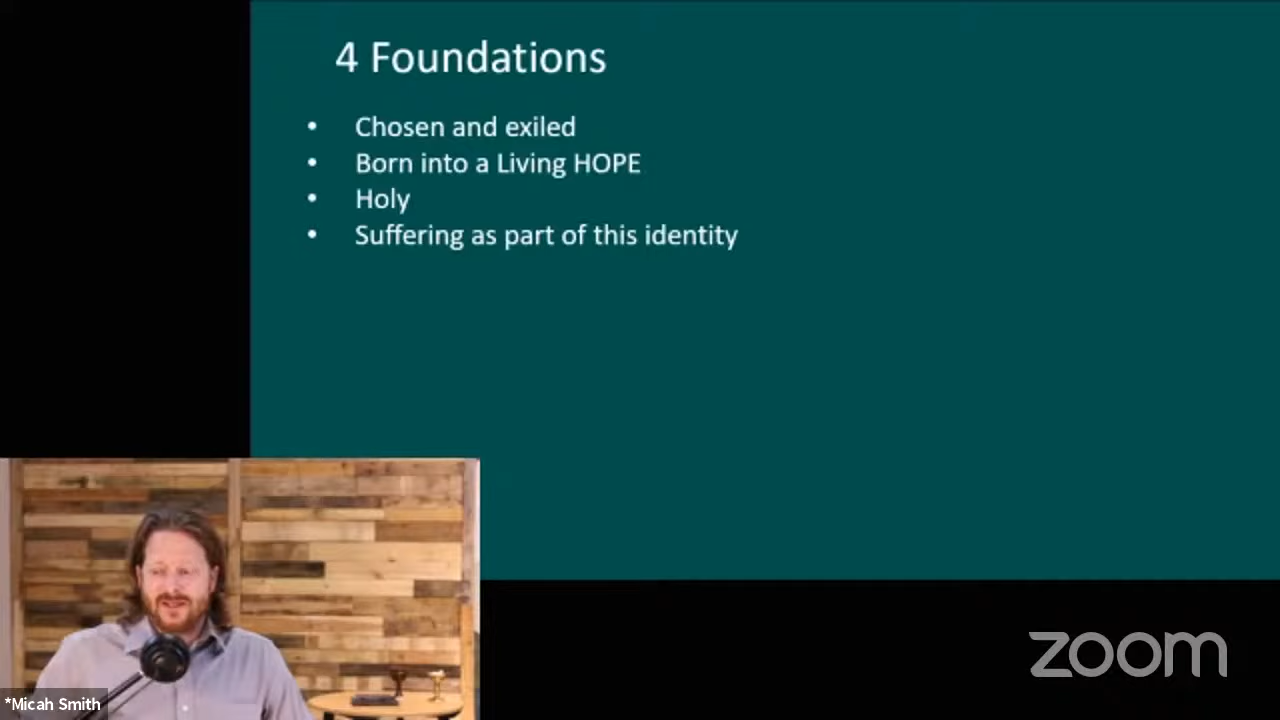 4 Foundations
• Chosen and exiled
• Born into a Living HOPE
• Holy
• Suffering as part of this identity
*Micah Smith
zoom